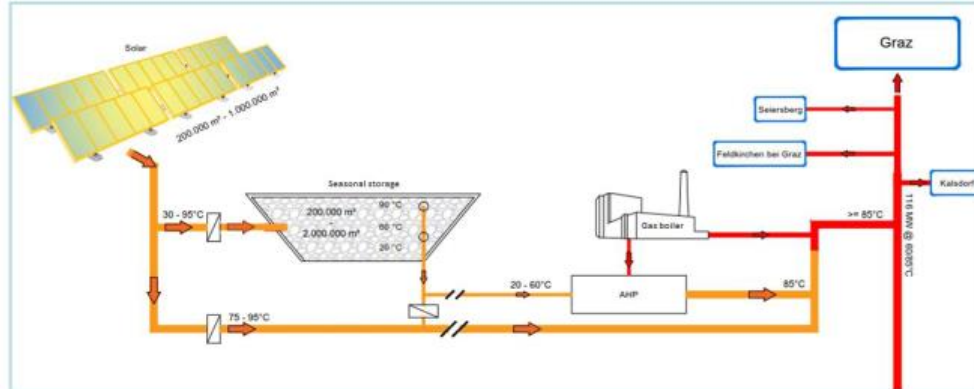 Solar
200.000 m² - 1.000.000 m²
Graz
Seiersberg
Feldkirchen bei Graz
Kalsdorf
Seasonal storage
200.000 m³
-
2.000.000 m³
90 °C
60 °C
20°C
30 - 95°C
Gas boiler
>= 85°C
116 MW @ 60/85°C
20 - 60°C
AHP
85°C
75 - 95°C